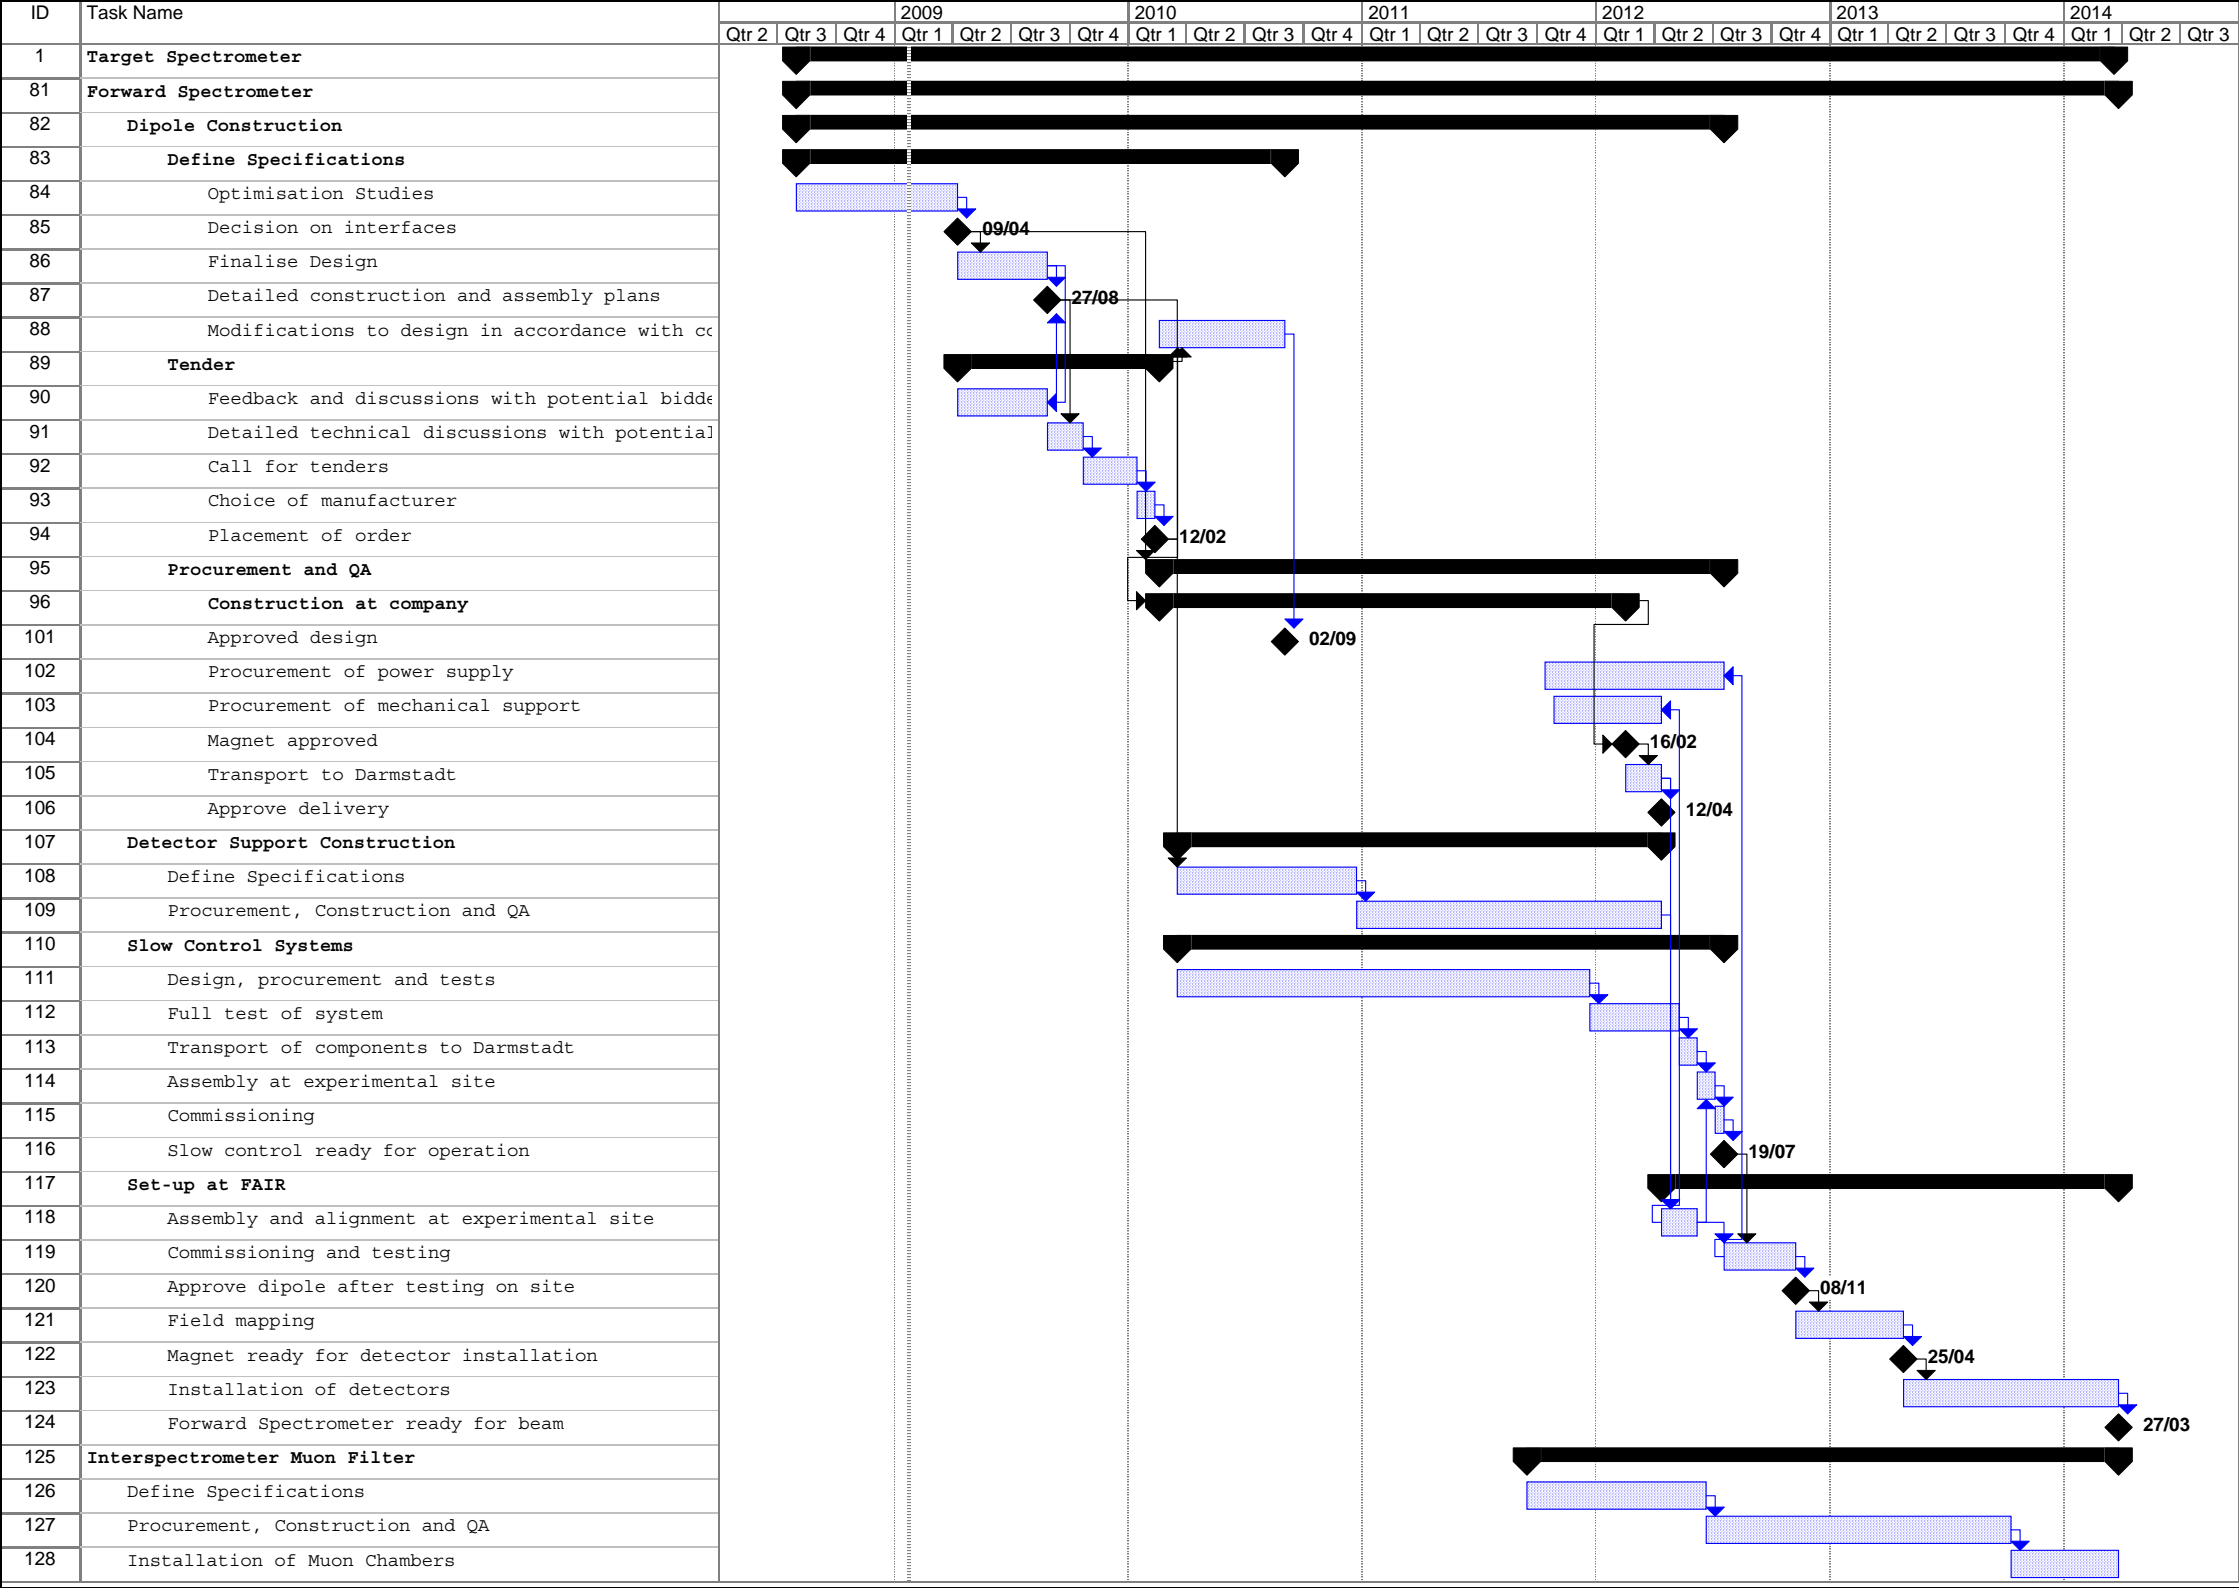 ID Task Name 2009 2010 2011 2012 2013 2014
Qtr 2 Qtr 3 Qtr 4 Qtr 1 Qtr 2 Qtr 3 Qtr 4 Qtr 1 Qtr 2 Qtr 3 Qtr 4 Qtr 1 Qtr 2 Qtr 3 Qtr 4 Qtr 1 Qtr 2 Qtr 3 Qtr 4 Qtr 1 Qtr 2 Qtr 3 Qtr 4 Qtr 1 Qtr 2 Qtr 3
1 Target Spectrometer
81 Forward Spectrometer
82 Dipole Construction
83 Define Specifications
84 Optimisation Studies
85 Decision on interfaces 09/04
86 Finalise Design
87 Detailed construction and assembly plans 27/08
88 Modifications to design in accordance with co
89 Tender
90 Feedback and discussions with potential bidde
91 Detailed technical discussions with potential
92 Call for tenders
93 Choice of manufacturer
94 Placement of order 12/02
95 Procurement and QA
96 Construction at company
101 Approved design 02/09
102 Procurement of power supply
103 Procurement of mechanical support
104 Magnet approved 16/02
105 Transport to Darmstadt
106 Approve delivery 12/04
107 Detector Support Construction
108 Define Specifications
109 Procurement, Construction and QA
110 Slow Control Systems
111 Design, procurement and tests
112 Full test of system
113 Transport of components to Darmstadt
114 Assembly at experimental site
115 Commissioning
116 Slow control ready for operation 19/07
117 Set-up at FAIR
118 Assembly and alignment at experimental site
119 Commissioning and testing
120 Approve dipole after testing on site 08/11
121 Field mapping
122 Magnet ready for detector installation 25/04
123 Installation of detectors
124 Forward Spectrometer ready for beam 27/03
125 Interspectrometer Muon Filter
126 Define Specifications
127 Procurement, Construction and QA
128 Installation of Muon Chambers